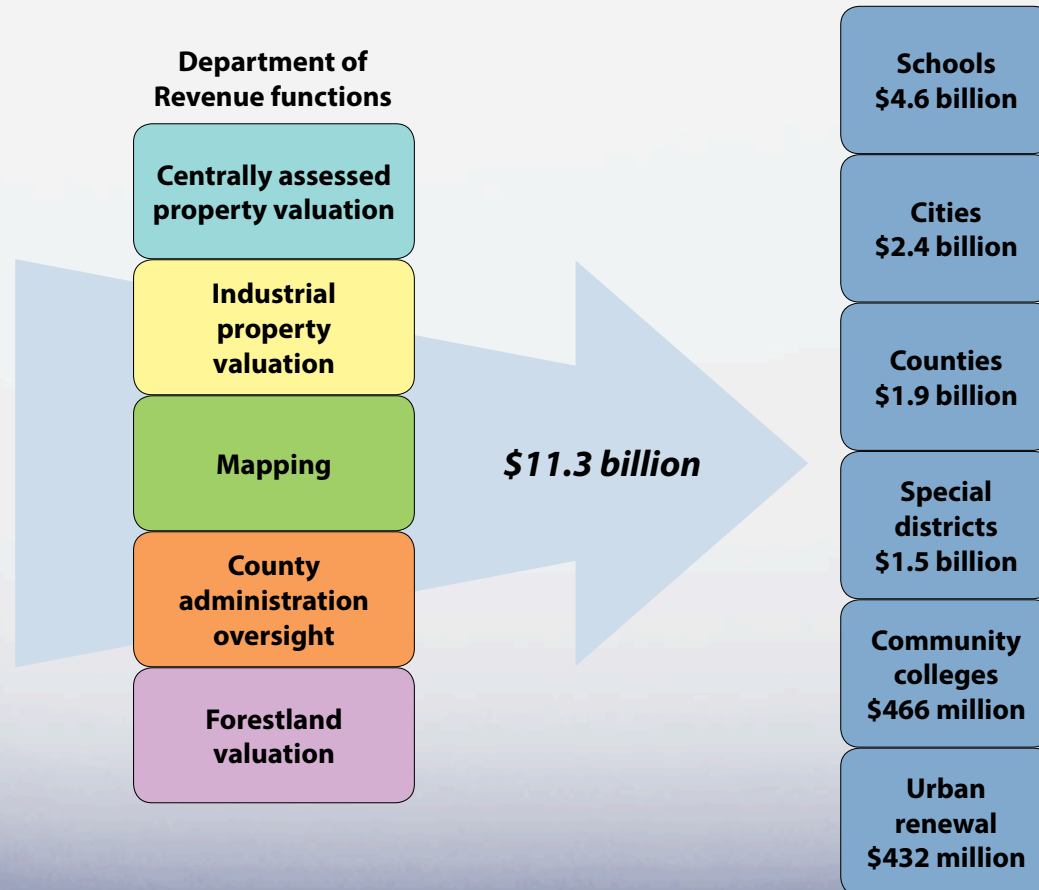 Department of
Revenue functions
Centrally assessed
property valuation
Industrial
property
valuation
Mapping
County
administration
oversight
Forestland
valuation
$11.3 billion
Schools
$4.6 billion
Cities
$2.4 billion
Counties
$1.9 billion
Special
districts
$1.5 billion
Community
colleges
$466 million
Urban
renewal
$432 million